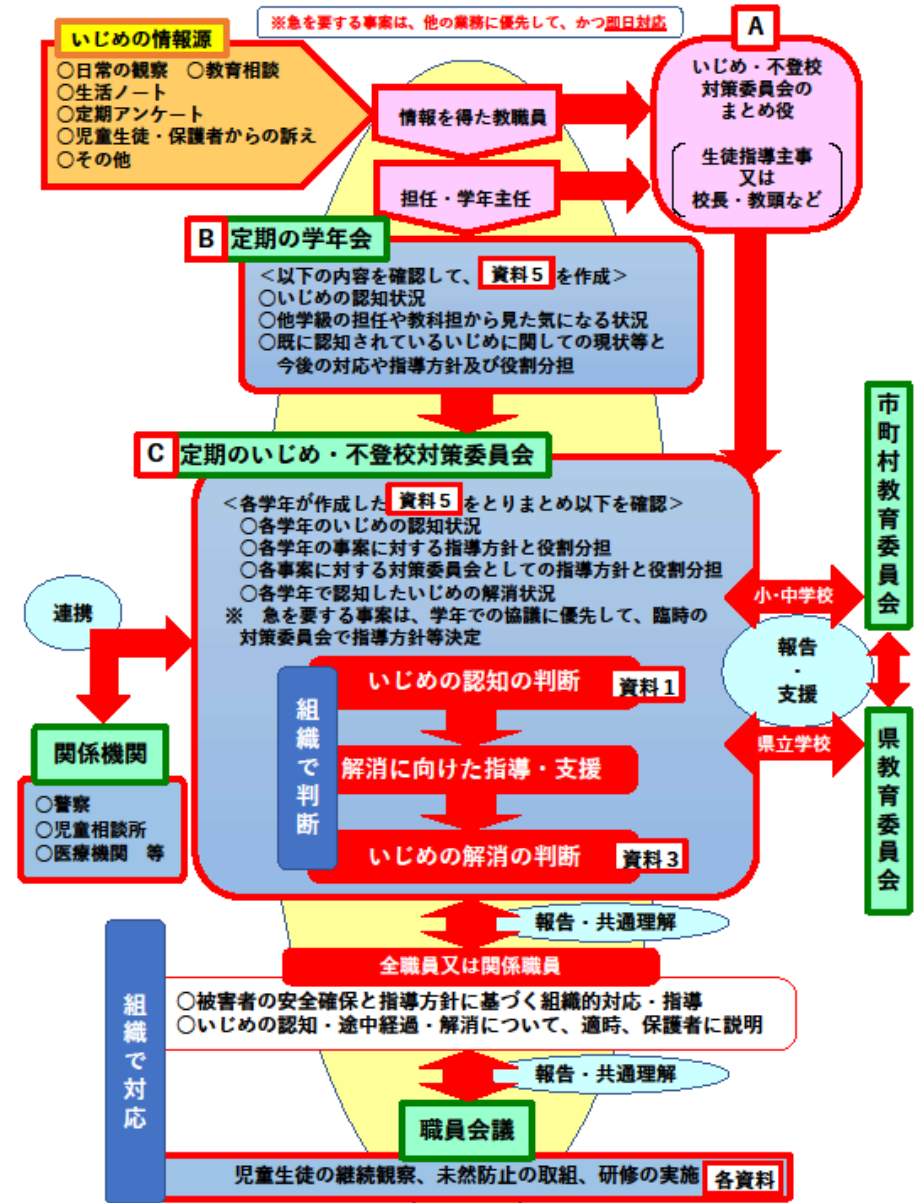 ※急を要する事案は、他の業務に優先して、かつ即日対応
いじめの情報源
○日常の観察　○教育相談
○生活ノート
○定期アンケート
○児童生徒・保護者からの訴え
○その他
情報を得た教職員
担任・学年主任
A
いじめ・不登校
対策委員会の
まとめ役
生徒指導主事
又は
校長・教頭など
B 定期の学年会
＜以下の内容を確認して、 資料５ を作成＞
○いじめの認知状況
○他学級の担任や教科担から見た気になる状況
○既に認知されているいじめに関しての現状等と
今後の対応や指導方針及び役割分担
C 定期のいじめ・不登校対策委員会
＜各学年が作成した 資料５ をとりまとめ以下を確認＞
○各学年のいじめの認知状況
○各学年の事案に対する指導方針と役割分担
○各事案に対する対策委員会としての指導方針と役割分担
○各学年で認知したいじめの解消状況
※　急を要する事案は、学年での協議に優先して、臨時の
対策委員会で指導方針等決定
組織で判断
いじめの認知の判断 資料１
解消に向けた指導・支援
いじめの解消の判断 資料３
連携
関係機関
○警察
○児童相談所
○医療機関　等
市町村教育委員会
小・中学校
報告
・
支援
県立学校
県教育委員会
報告・共通理解
組織で対応
全職員又は関係職員
○被害者の安全確保と指導方針に基づく組織的対応・指導
○いじめの認知・途中経過・解消について、適時、保護者に説明
報告・共通理解
職員会議
児童生徒の継続観察、未然防止の取組、研修の実施 各資料